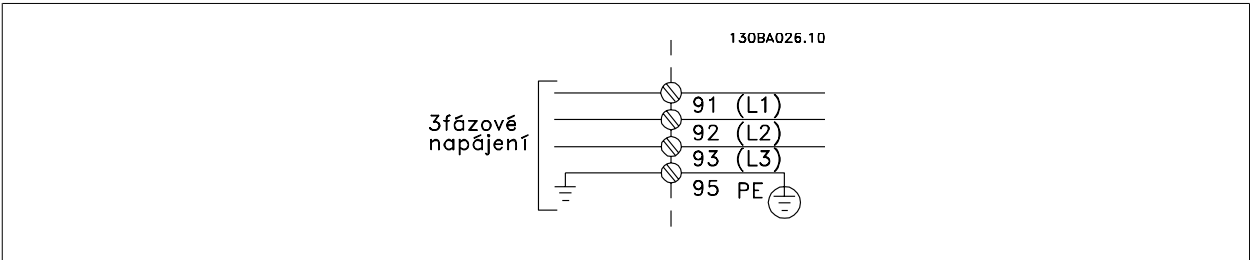 130BA026.10
3fázové
napájení
91 (L1)
92 (L2)
93 (L3)
95 PE